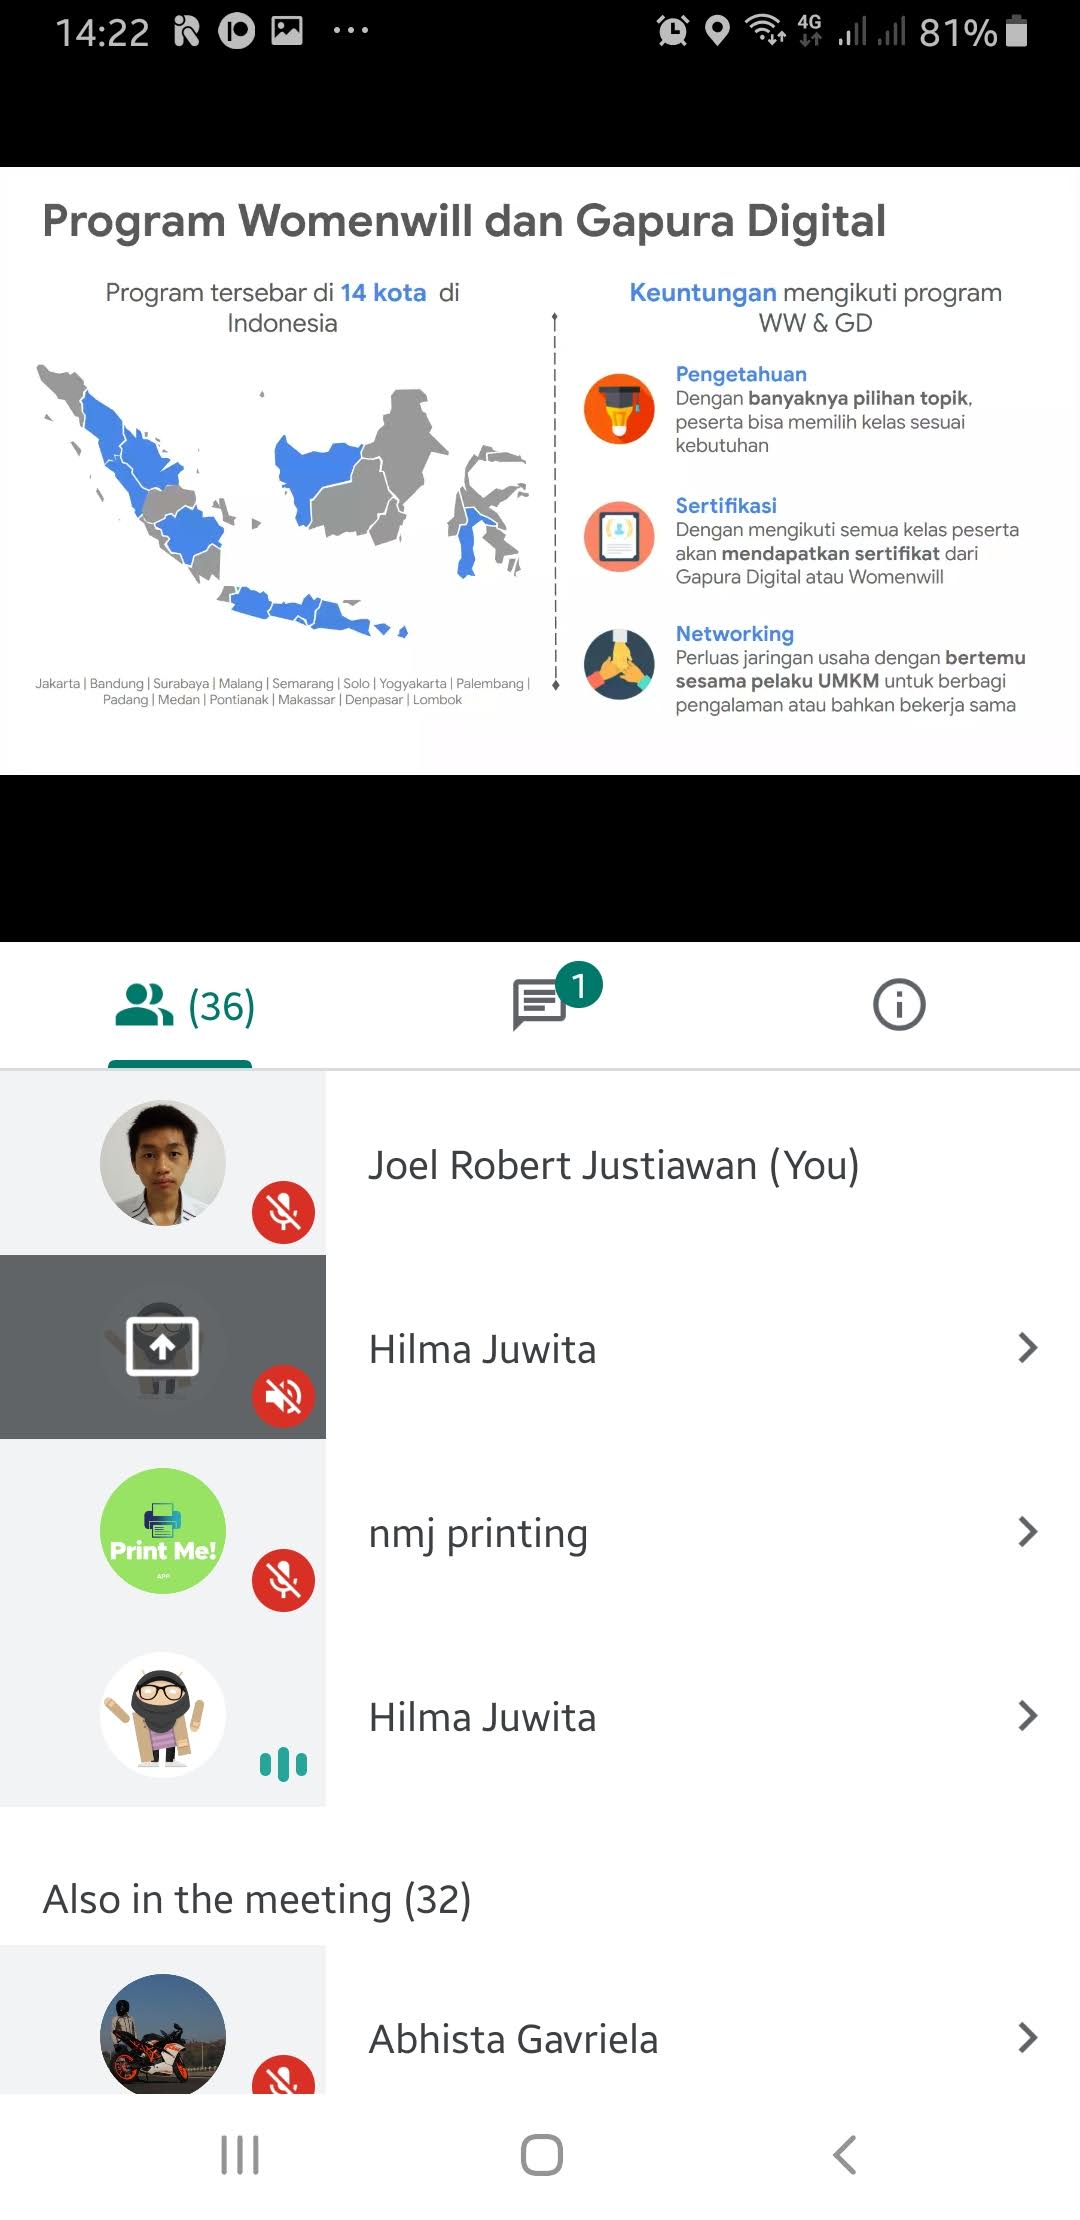 14:22
4G
81%
Program Womenwill dan Gapura Digital
Program tersebar di 14 kota di
Indonesia
Jakarta | Bandung | Surabaya | Malang | Semarang | Solo | Yogyakarta | Palembang |
Padang | Medan | Pontianak | Makassar | Denpasar | Lombok
Keuntungan mengikuti program
WW & GD
Pengetahuan
Dengan banyaknya pilihan topik,
peserta bisa memilih kelas sesuai
kebutuhan
Sertifikasi
Dengan mengikuti semua kelas peserta
akan mendapatkan sertifikat dari
Gapura Digital atau Womenwill
Networking
Perluas jaringan usaha dengan bertemu
sesama pelaku UMKM untuk berbagi
pengalaman atau bahkan bekerja sama
(36)
1
Joel Robert Justiawan (You)
Hilma Juwita
Print Me!
APP
nmj printing
Hilma Juwita
Also in the meeting (32)
Abhista Gavriela